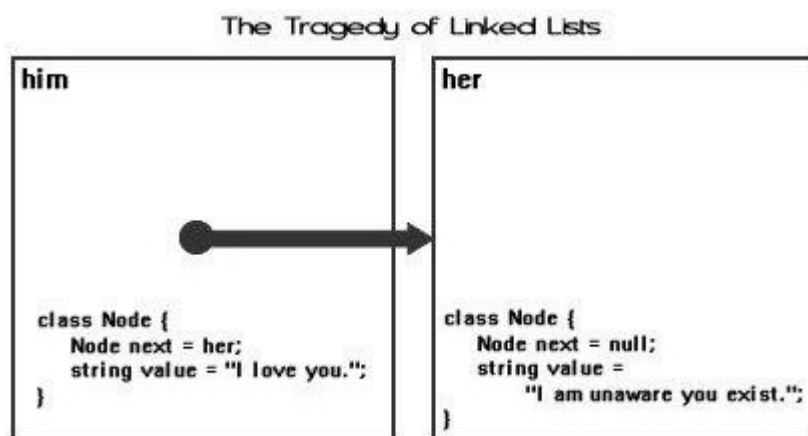 The Tragedy of Linked Lists
him
class Node {
Node next = her;
string value = "I love you.";
}
her
class Node {
Node next = null;
string value =
"I am unaware you exist.";
}